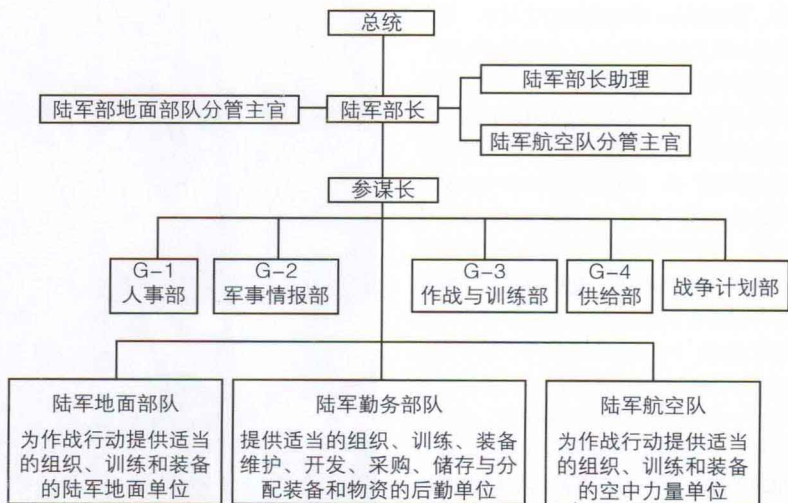 总统
陆军部长助理
陆军部地面部队分管主官
陆军部长
陆军航空队分管主官
参谋长
G-1
人事部
G-2
军事情报部
G-3
作战与训练部
G-4
供给部
战争计划部
陆军地面部队
为作战行动提供适当
的组织、训练和装备
的陆军地面单位
陆军勤务部队
提供适当的组织、训练、装备
维护、开发、采购、储存与分
配装备和物资的后勤单位
陆军航空队
为作战行动提供适当
的组织、训练和装备
的空中力量单位